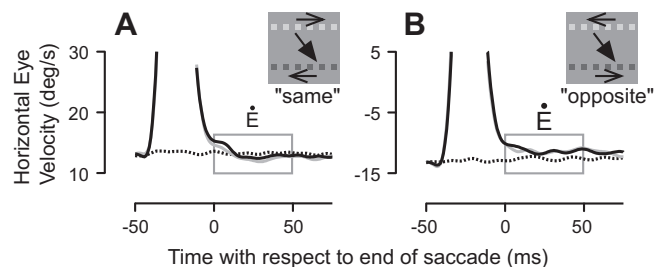 A
B
"same"
"opposite"
Horizontal Eye
Velocity (deg/s)
30
20
10
Ė
5
-5
-15
Ė
-50
0
50
-50
0
50
Time with respect to end of saccade (ms)